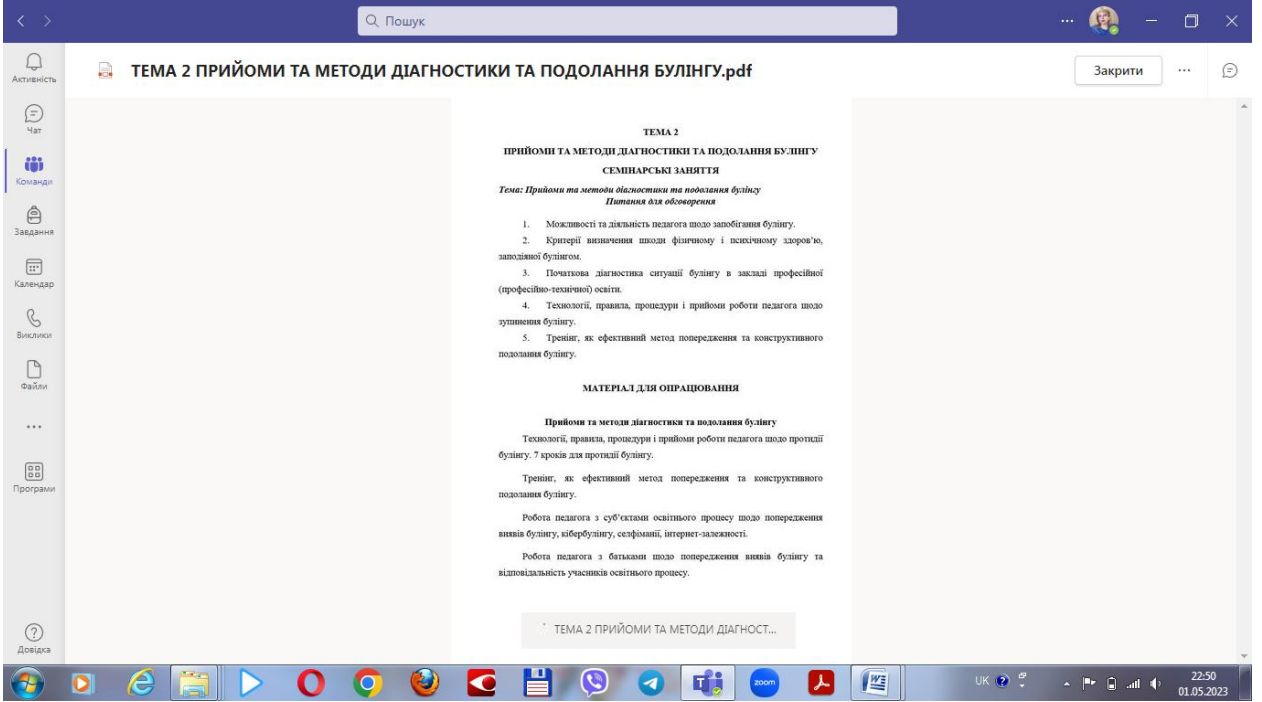 Пошук
Активність
Чат
Команди
Завдання
Календар
Виклики
Файли
Програми
Довідка
ТЕМА 2 ПРИЙОМИ ТА МЕТОДИ ДІАГНОСТИКИ ТА ПОДОЛАННЯ БУЛІНГУ.pdf
Закрити
ТЕМА 2
ПРИЙОМИ ТА МЕТОДИ ДІАГНОСТИКИ ТА ПОДОЛАННЯ БУЛІНГУ
СЕМІНАРСЬКІ ЗАНЯТТЯ
Тема: Прийоми та методи діагностики та подолання булінгу
Питання для обговорення
1. Можливості та діяльність педагога щодо запобігання булінгу.
2. Критерії визначення шкоди фізичному і психічному здоров’ю,
заподіяної булінгом.
3. Початкова діагностика ситуації булінгу в закладі професійної
(професійно-технічної) освіти.
4. Технології, правила, процедури і прийоми роботи педагога щодо
зупинення булінгу.
5. Тренінг, як ефективний метод попередження та конструктивного
подолання булінгу.
МАТЕРІАЛ ДЛЯ ОПРАЦЮВАННЯ
Прийоми та методи діагностики та подолання булінгу
Технології, правила, процедури і прийоми роботи педагога щодо протидії
булінгу. 7 кроків для протидії булінгу.
Тренінг, як ефективний метод попередження та конструктивного
подолання булінгу.
Робота педагога з суб’єктами освітнього процесу щодо попередження
виявів булінгу, кібербулінгу, селфіманії, інтернет-залежності.
Робота педагога з батьками щодо попередження виявів булінгу та
відповідальність учасників освітнього процесу.
ТЕМА 2 ПРИЙОМИ ТА МЕТОДИ ДІАГНОСТ...
zoom
UK
22:50
01.05.2023